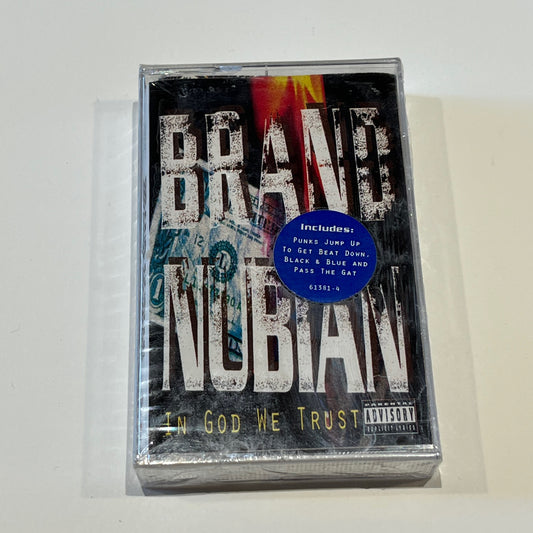 BRAND
Includes:
Punks Jump Up
To Get Beat Down,
Black & Blue and
Pass The Gat
61381-4
NUBIAN
In God We Trust
PARENTAL
ADVISORY
EXPLICIT LYRICS